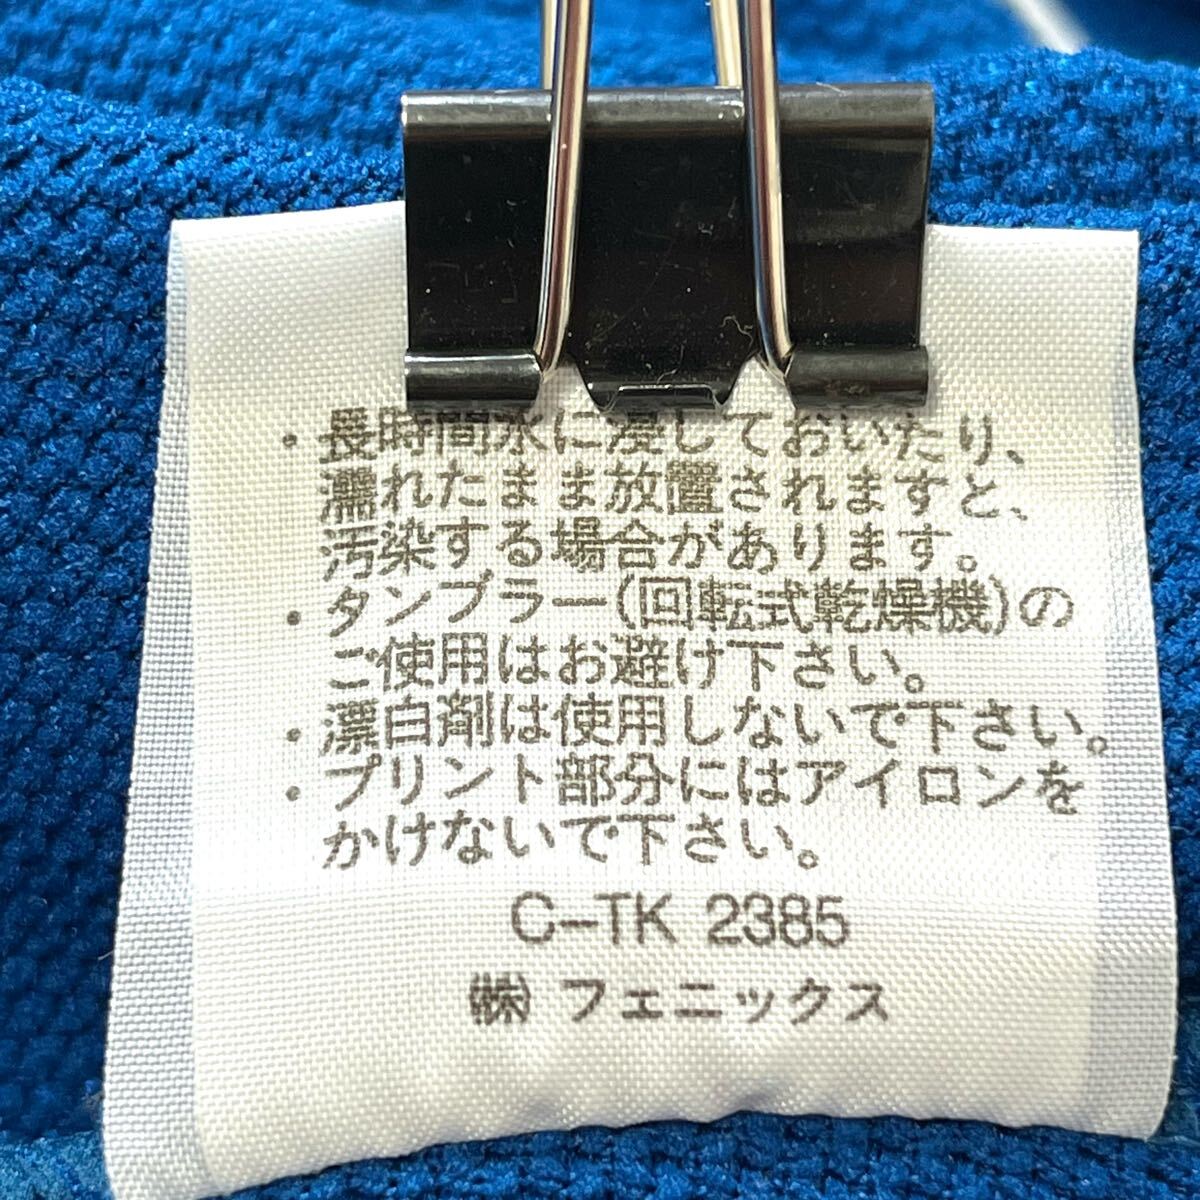 ・長時間水に浸しておいたり、
濡れたまま放置されますと、
汚染する場合があります。
・タンブラー(回転式乾燥機)の
ご使用はお避け下さい。
・漂白剤は使用しないで下さい。
・プリント部分にはアイロンを
かけないで下さい。
C-TK 2385
㈱ フェニックス